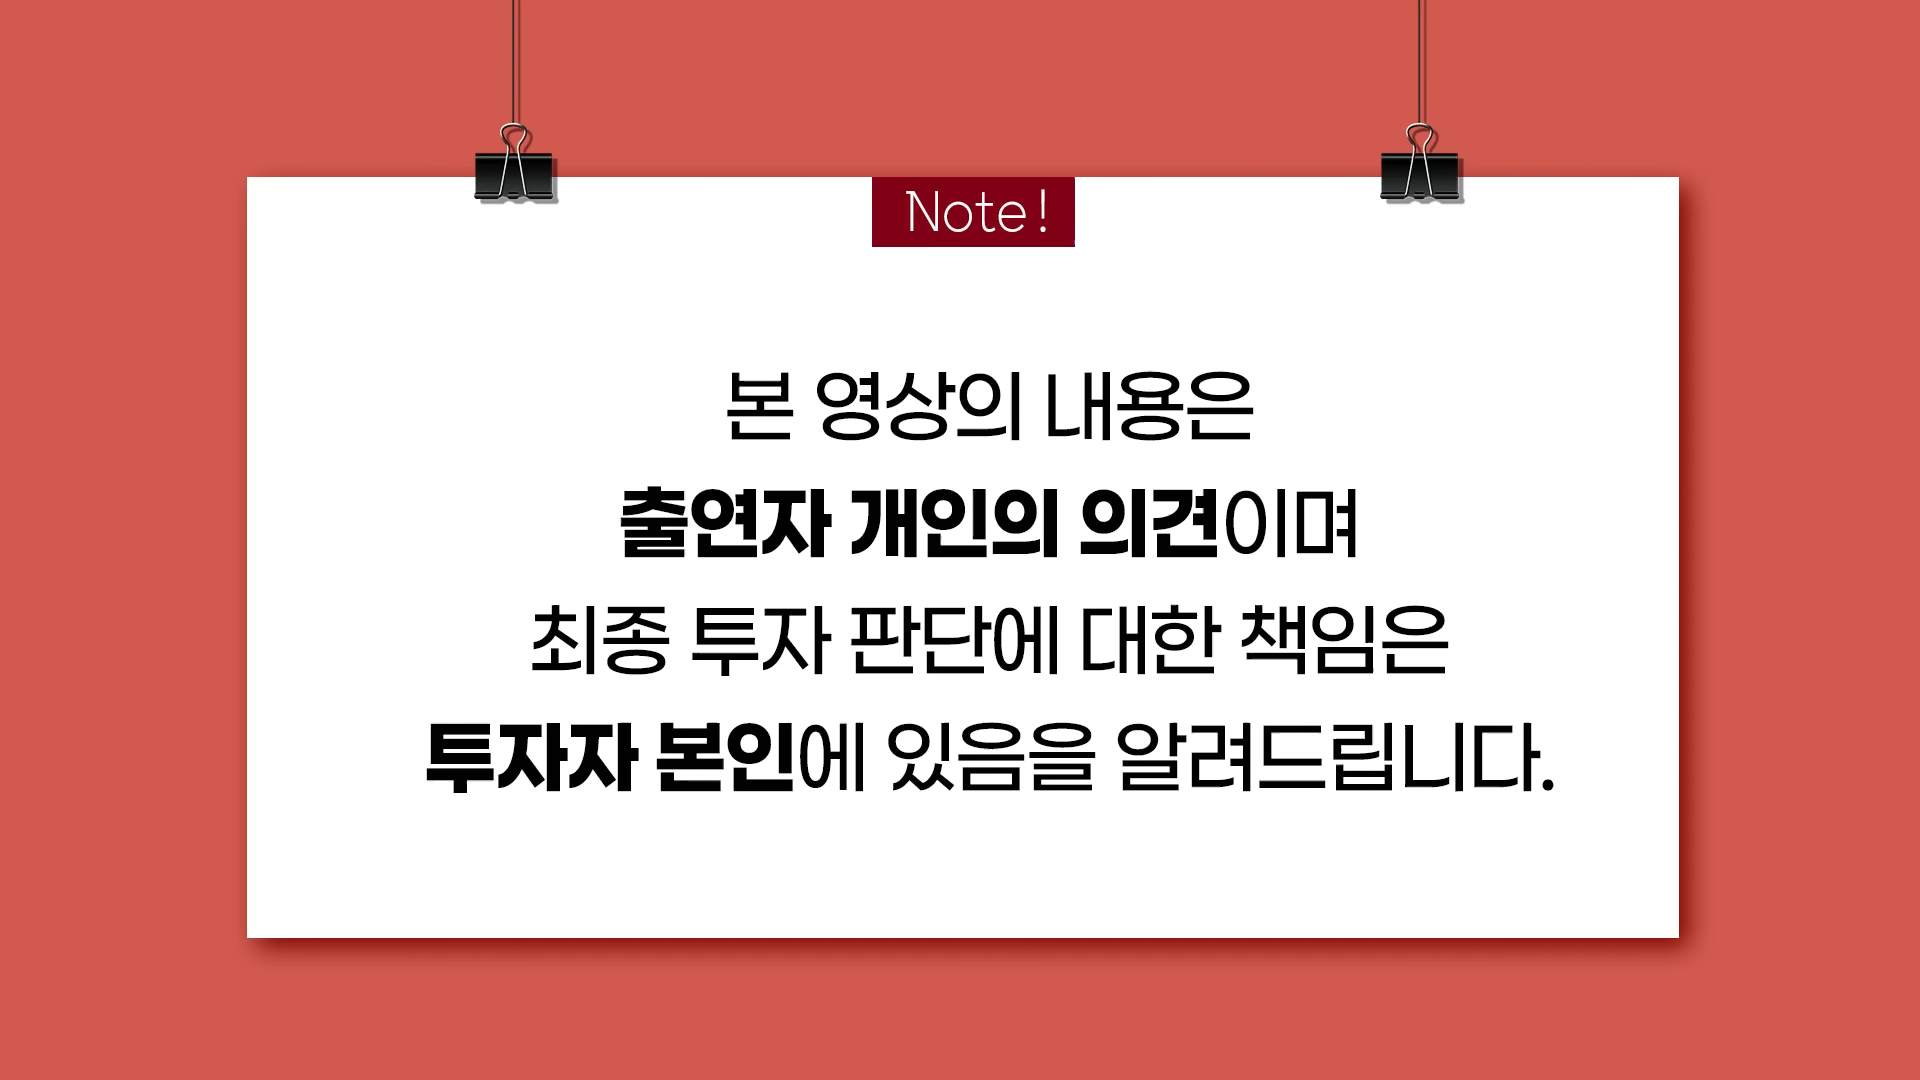 Note!
본 영상의 내용은
출연자 개인의 의견이며
최종 투자 판단에 대한 책임은
투자자 본인에 있음을 알려드립니다.